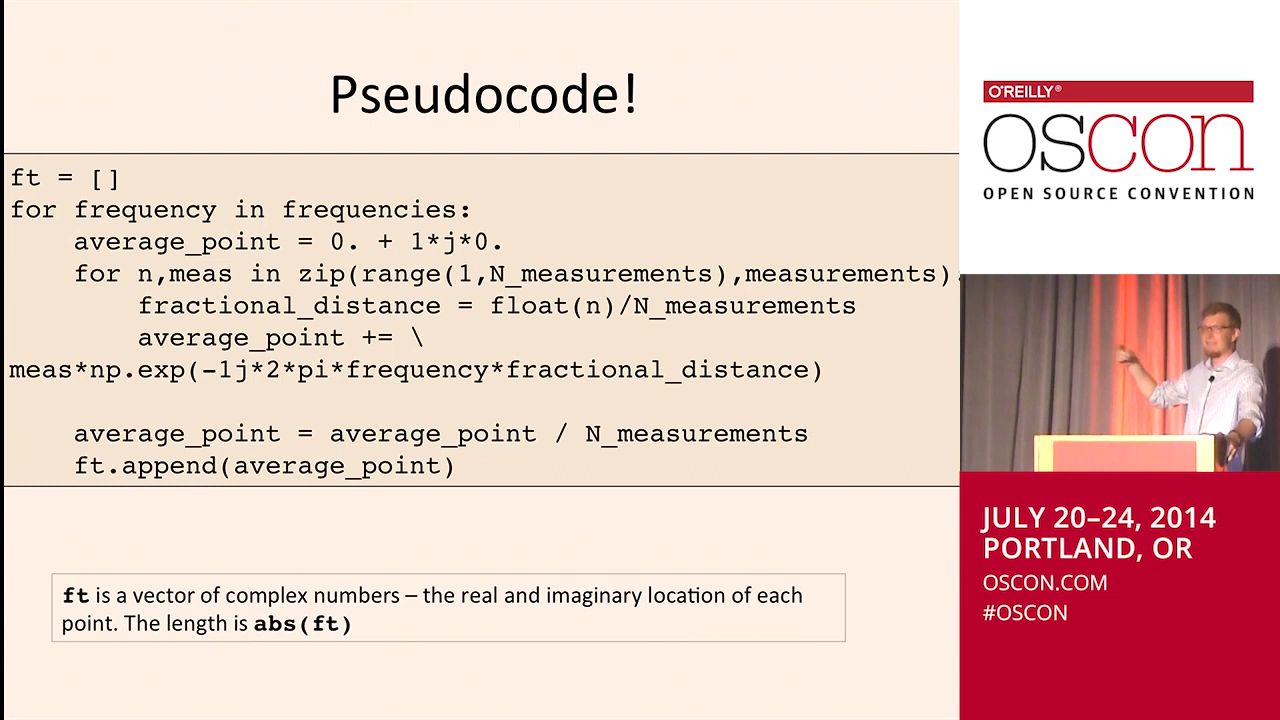 Pseudocode!
ft = []
for frequency in frequencies:
    average_point = 0. + 1*j*0.
    for n,meas in zip(range(1,N_measurements),measurements):
        fractional_distance = float(n)/N_measurements
        average_point += \
meas*np.exp(-1j*2*pi*frequency*fractional_distance)
    average_point = average_point / N_measurements
    ft.append(average_point)
ft is a vector of complex numbers – the real and imaginary location of each
point. The length is abs(ft)
O'REILLY®
OSCON
OPEN SOURCE CONVENTION
JULY 20–24, 2014
PORTLAND, OR
OSCON.COM
#OSCON